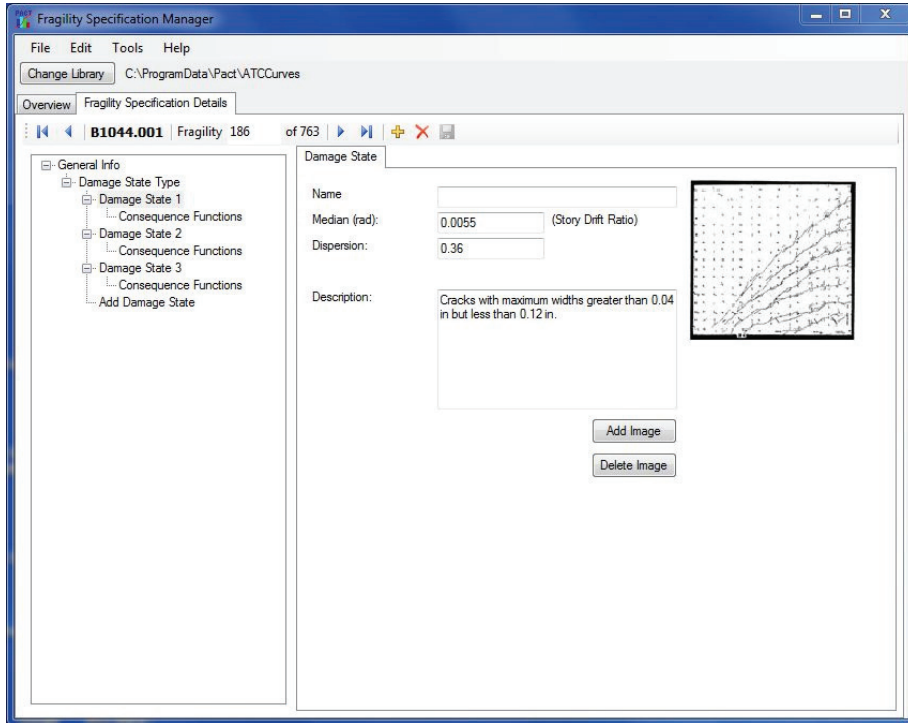 PACT
Fragility Specification Manager
File Edit Tools Help
Change Library C:\ProgramData\Pact\ATCCurves
Overview Fragility Specification Details
B1044.001 Fragility 186 of 763
General Info
Damage State Type
Damage State 1
Consequence Functions
Damage State 2
Consequence Functions
Damage State 3
Consequence Functions
Add Damage State
Damage State
Name
Median (rad): 0.0055 (Story Drift Ratio)
Dispersion: 0.36
Description: Cracks with maximum widths greater than 0.04
in but less than 0.12 in.
Add Image
Delete Image